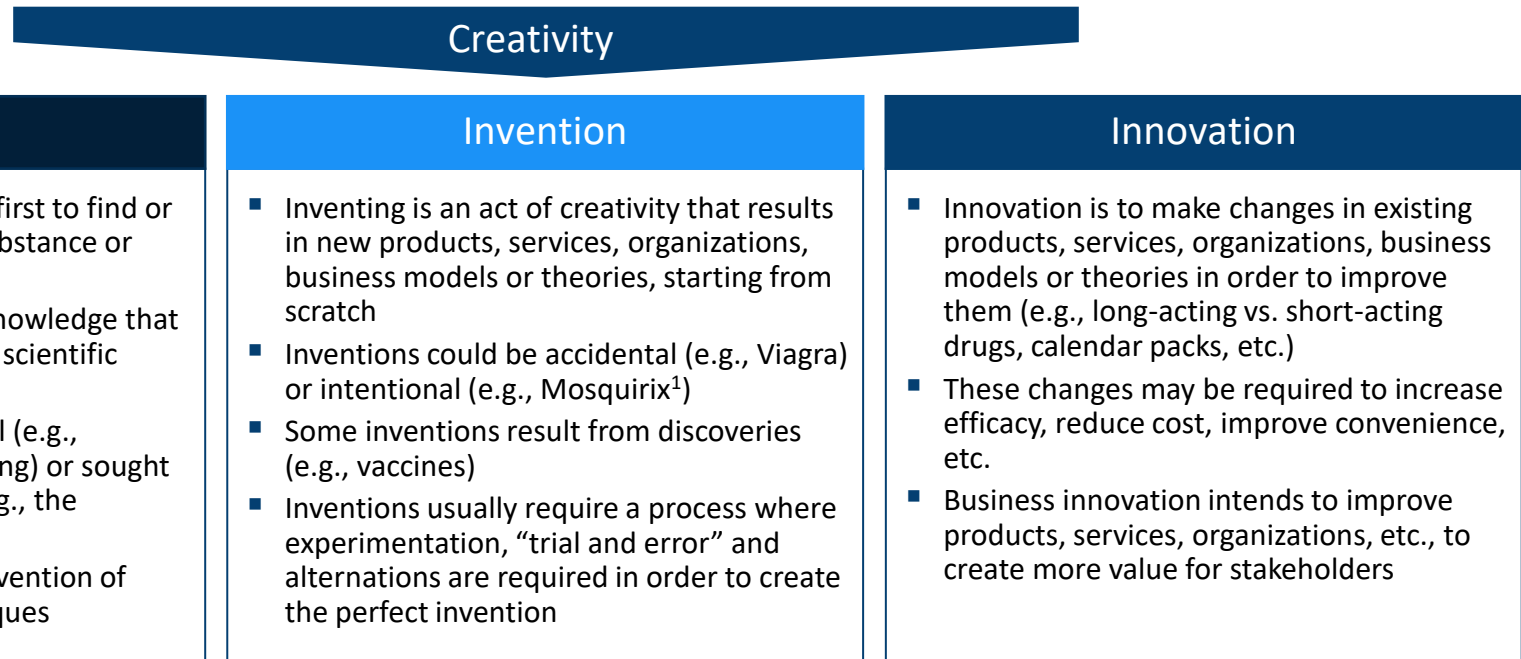 Creativity
first to find or
bstance or
nowledge that
scientific
l (e.g.,
ng) or sought
g., the
vention of
ques
Invention
▪ Inventing is an act of creativity that results
in new products, services, organizations,
business models or theories, starting from
scratch
▪ Inventions could be accidental (e.g., Viagra)
or intentional (e.g., Mosquirix¹)
▪ Some inventions result from discoveries
(e.g., vaccines)
▪ Inventions usually require a process where
experimentation, “trial and error” and
alternations are required in order to create
the perfect invention
Innovation
▪ Innovation is to make changes in existing
products, services, organizations, business
models or theories in order to improve
them (e.g., long-acting vs. short-acting
drugs, calendar packs, etc.)
▪ These changes may be required to increase
efficacy, reduce cost, improve convenience,
etc.
▪ Business innovation intends to improve
products, services, organizations, etc., to
create more value for stakeholders